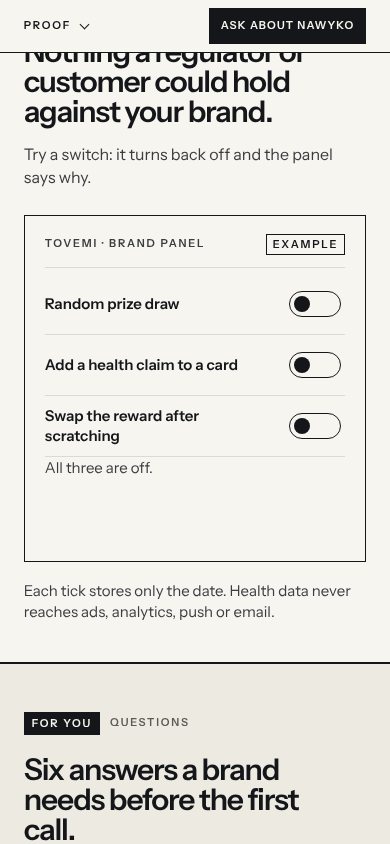 PROOF
ASK ABOUT NAWYKO
Nothing a regulator or
customer could hold
against your brand.
Try a switch: it turns back off and the panel
says why.
TOVEMI · BRAND PANEL
EXAMPLE
Random prize draw
Add a health claim to a card
Swap the reward after
scratching
All three are off.
Each tick stores only the date. Health data never
reaches ads, analytics, push or email.
FOR YOU
QUESTIONS
Six answers a brand
needs before the first
call.